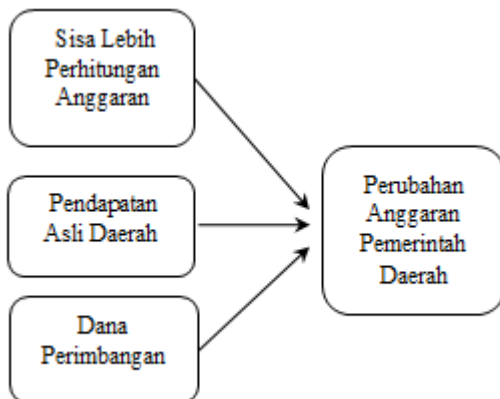 Sisa Lebih
Perhitungan
Anggaran
Pendapatan
Asli Daerah
Dana
Perimbangan
Perubahan
Anggaran
Pemerintah
Daerah